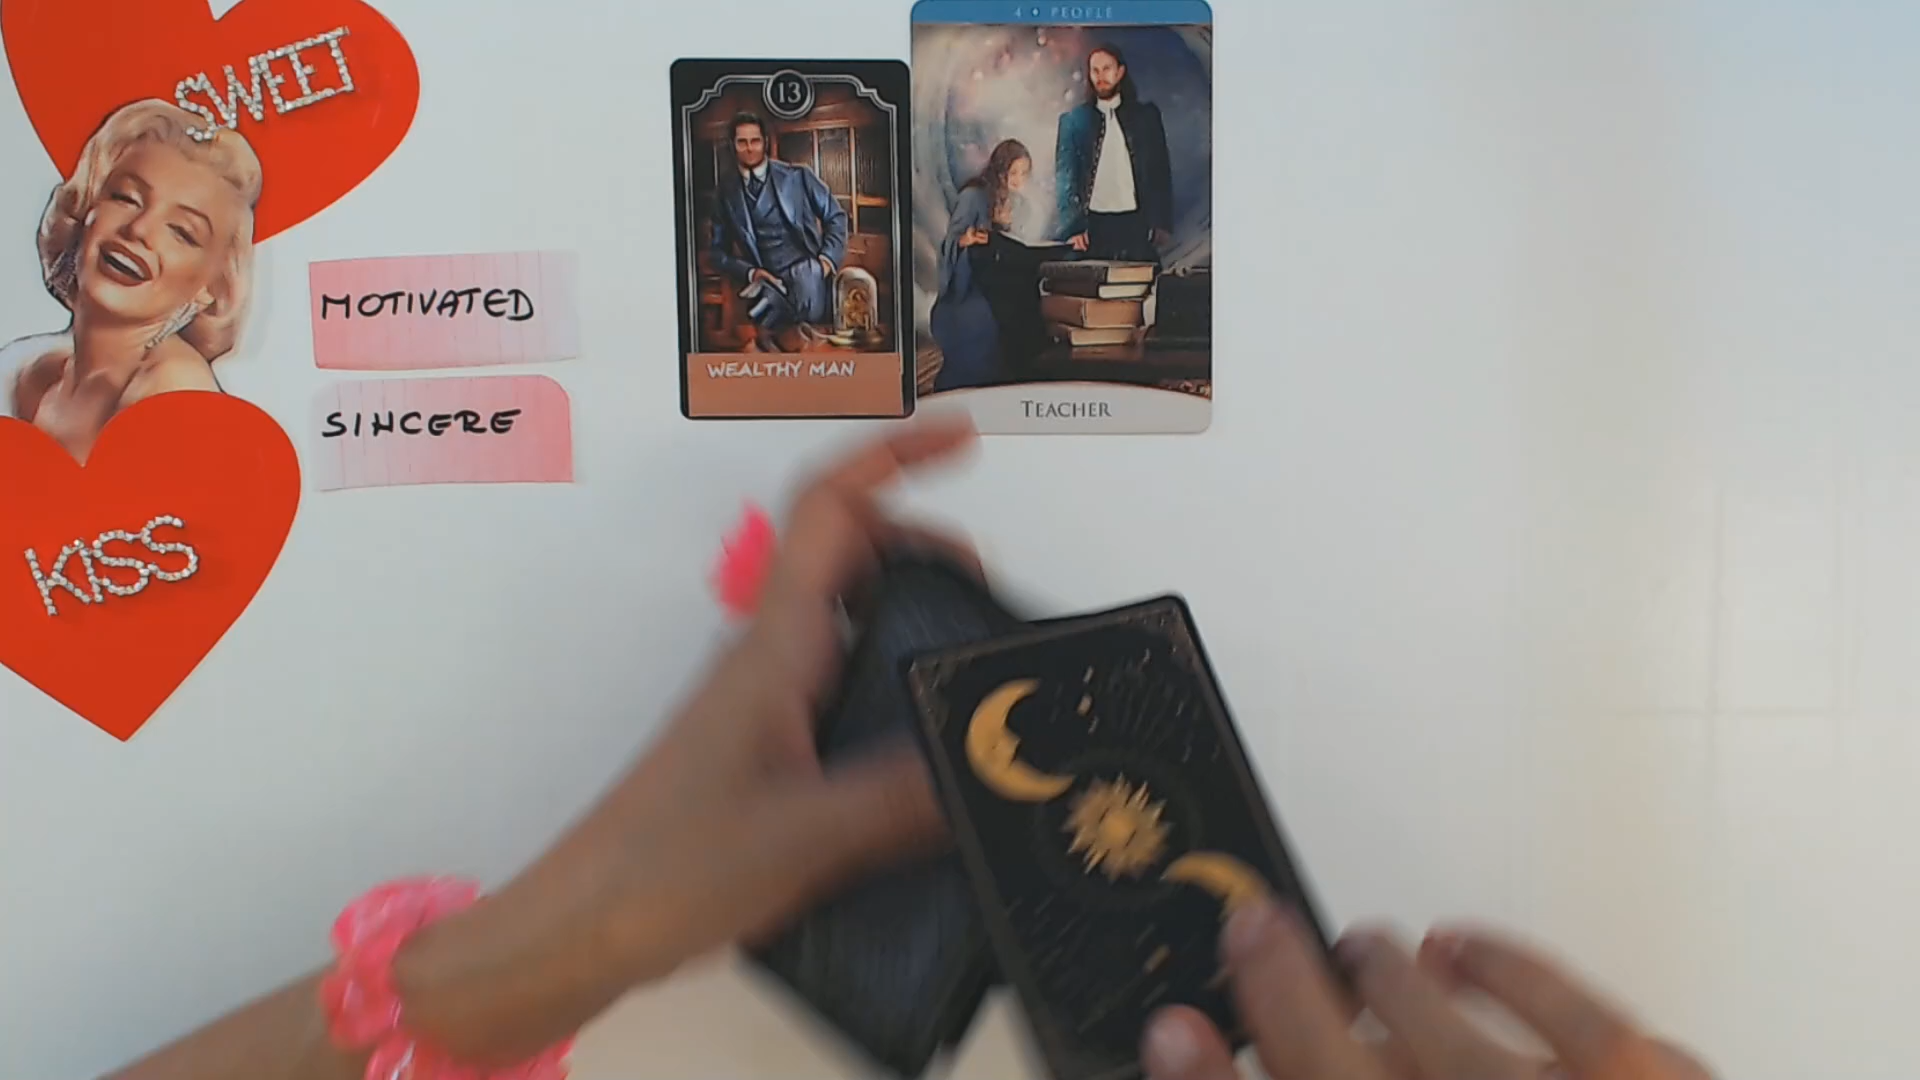 SWEET
MOTIVATED
SINCERE
KISS
13
WEALTHY MAN
4 ♦ PEOPLE
TEACHER